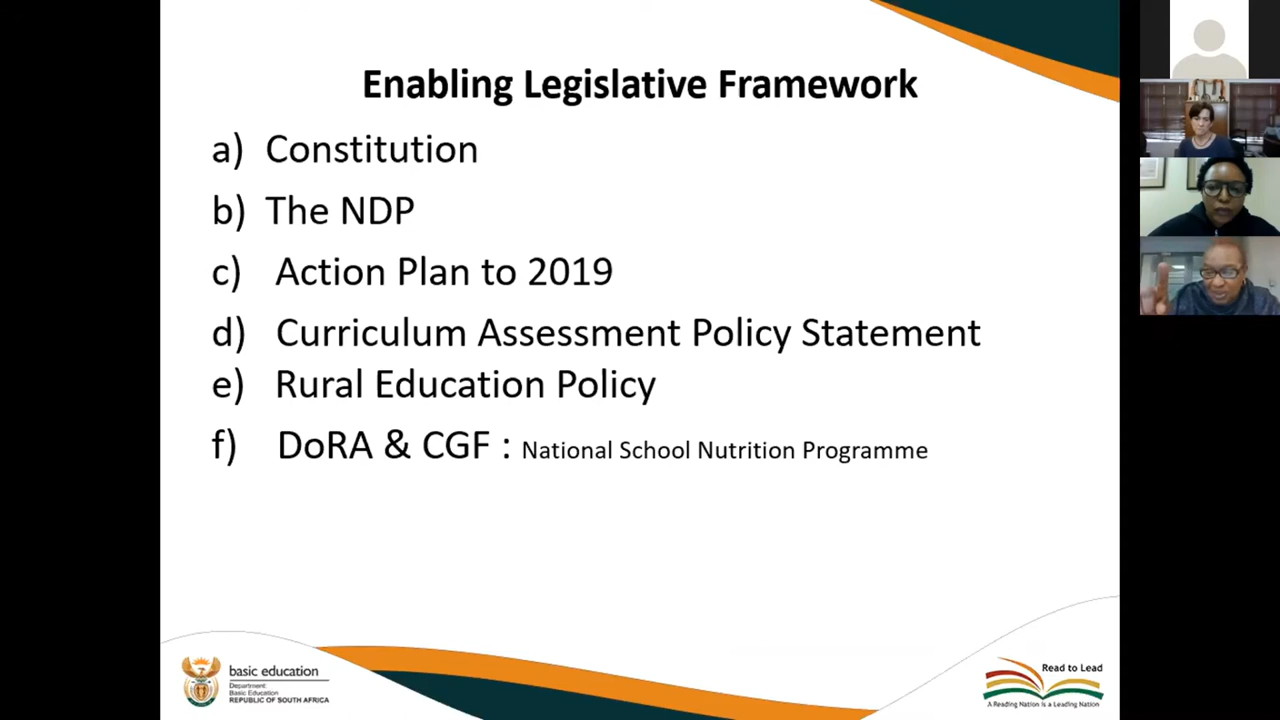 Enabling Legislative Framework
a) Constitution
b) The NDP
c) Action Plan to 2019
d) Curriculum Assessment Policy Statement
e) Rural Education Policy
f) DoRA & CGF : National School Nutrition Programme
basic education
Department:
Basic Education
REPUBLIC OF SOUTH AFRICA
Read to Lead
A Reading Nation is a Leading Nation